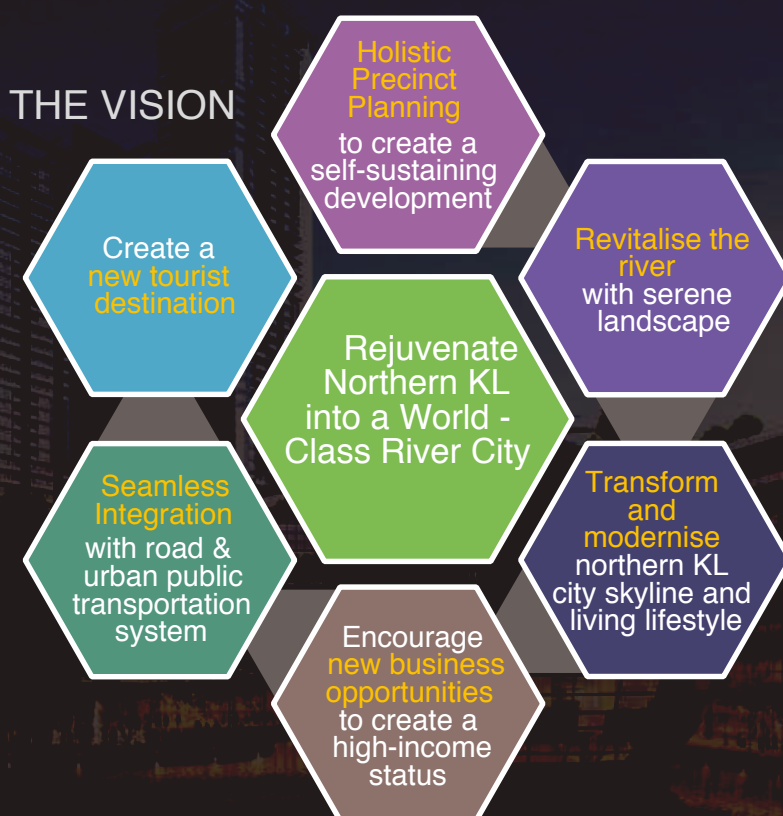 THE VISION
Holistic
Precinct
Planning
to create a
self-sustaining
development
Revitalise the
river
with serene
landscape
Transform
and
modernise
northern KL
city skyline and
living lifestyle
Encourage
new business
opportunities
to create a
high-income
status
Seamless
Integration
with road &
urban public
transportation
system
Create a
new tourist
destination
Rejuvenate
Northern KL
into a World -
Class River City